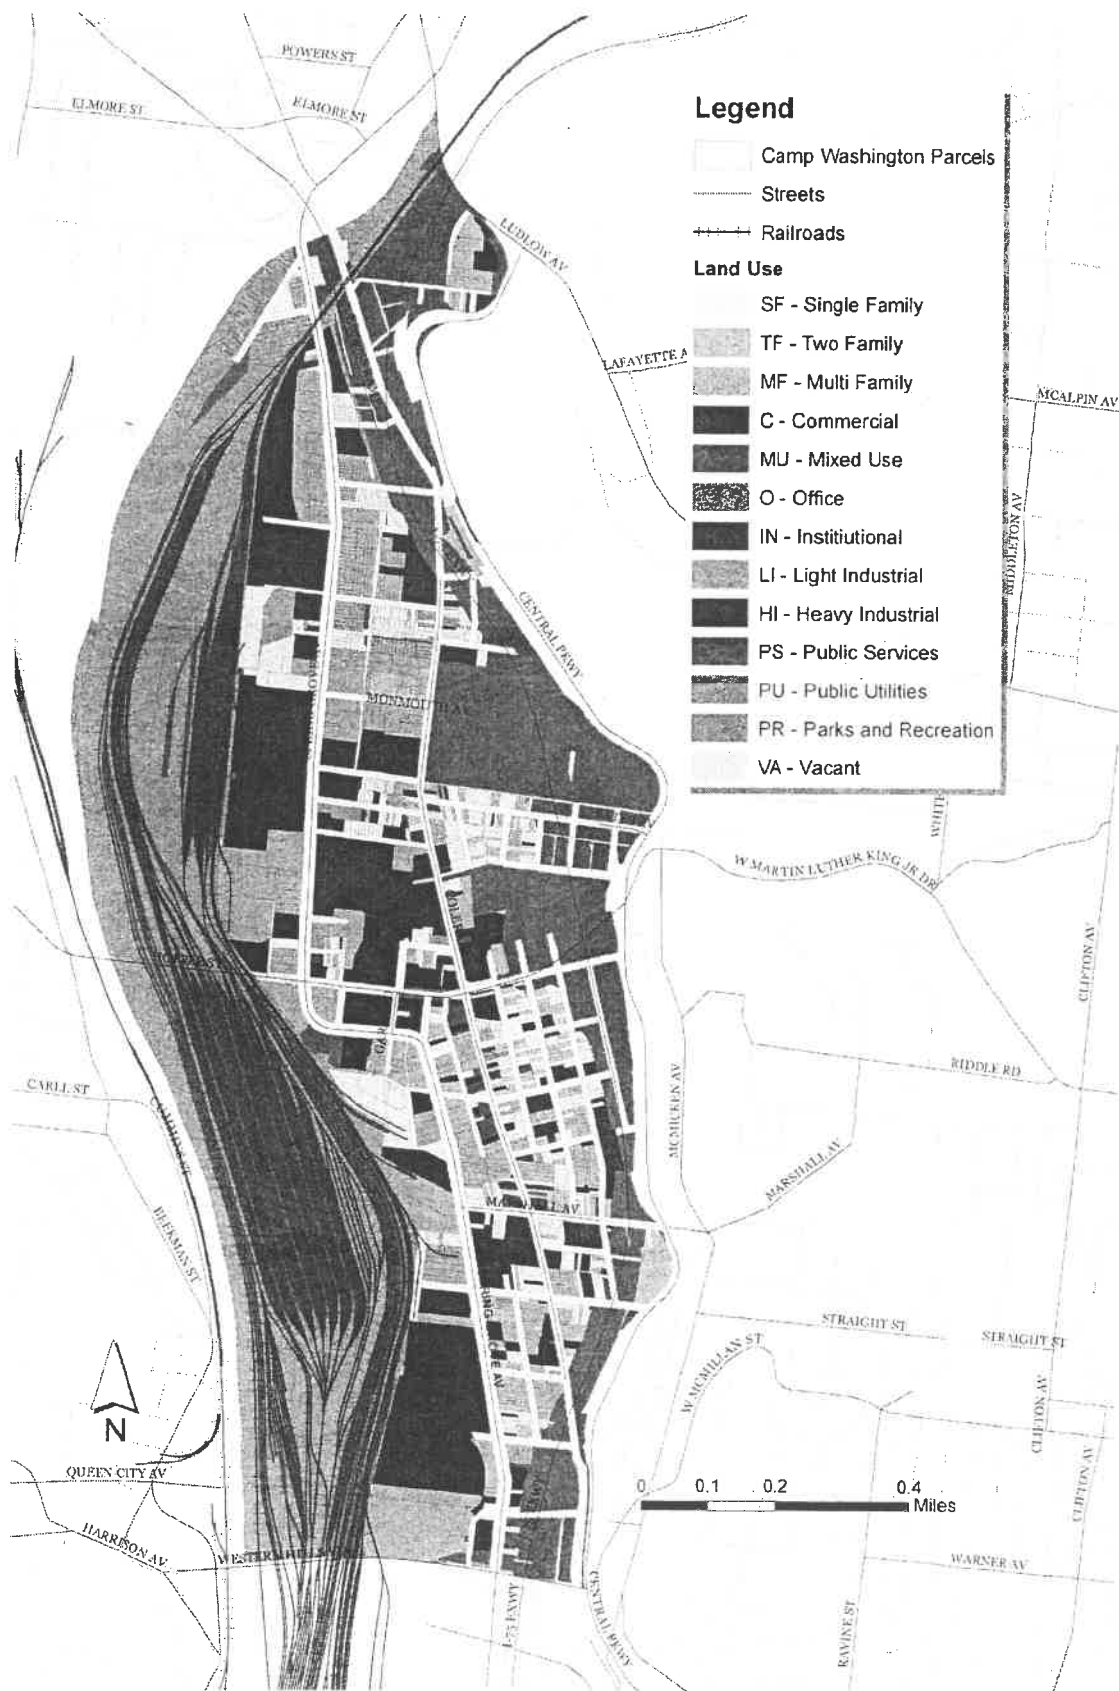 POWERS ST
ELMORE ST
ELMORE ST
Legend
Camp Washington Parcels
Streets
Railroads
Land Use
SF - Single Family
TF - Two Family
MF - Multi Family
C - Commercial
MU - Mixed Use
O - Office
IN - Institiutional
LI - Light Industrial
HI - Heavy Industrial
PS - Public Services
PU - Public Utilities
PR - Parks and Recreation
VA - Vacant
LUDLOW AV
LAFAYETTE A
MCALPIN AV
MIDDLETON AV
CENTRAL PKWY
MONMOUTH AV
WHIT
W MARTIN LUTHER KING JR DR
CLIFTON AV
RIDDLE RD
MCMICKEN AV
MARSHALL AV
CARLL ST
BEEKMAN ST
STRAIGHT ST
STRAIGHT ST
W MCMILLAN ST
CLIFTON AV
CLIFTON AV
N
QUEEN CITY AV
HARRISON AV
0 0.1 0.2 0.4
Miles
WARNER AV
I-75 EXWY
CENTRAL PKWY
RAVINE ST